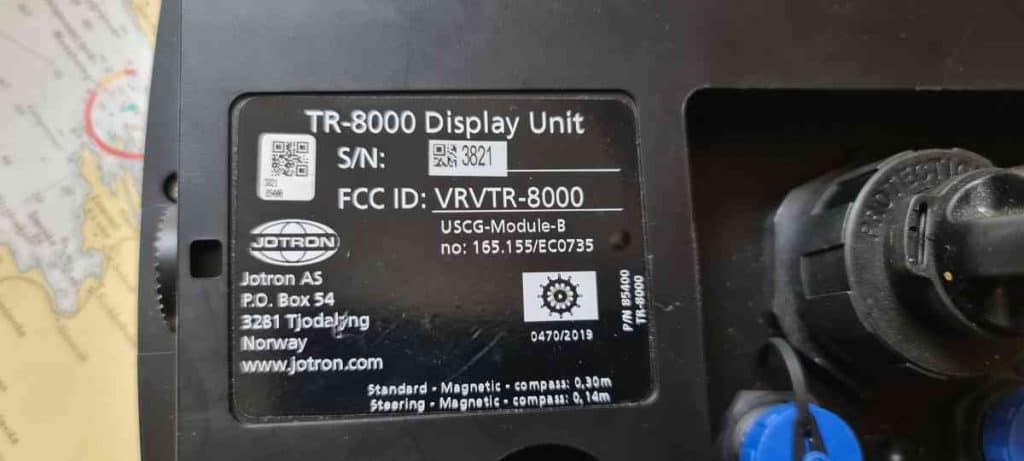 TR-8000 Display Unit
S/N: 3821
3821
85400
FCC ID: VRVTR-8000
USCG-Module-B
no: 165.155/EC0735
JOTRON
Jotron AS
P.O. Box 54
3281 Tjodalyng
Norway
www.jotron.com
0470/2019
P/N 85400
TR-8000
Standard - Magnetic - compass: 0,30m
Steering - Magnetic - compass: 0,14m